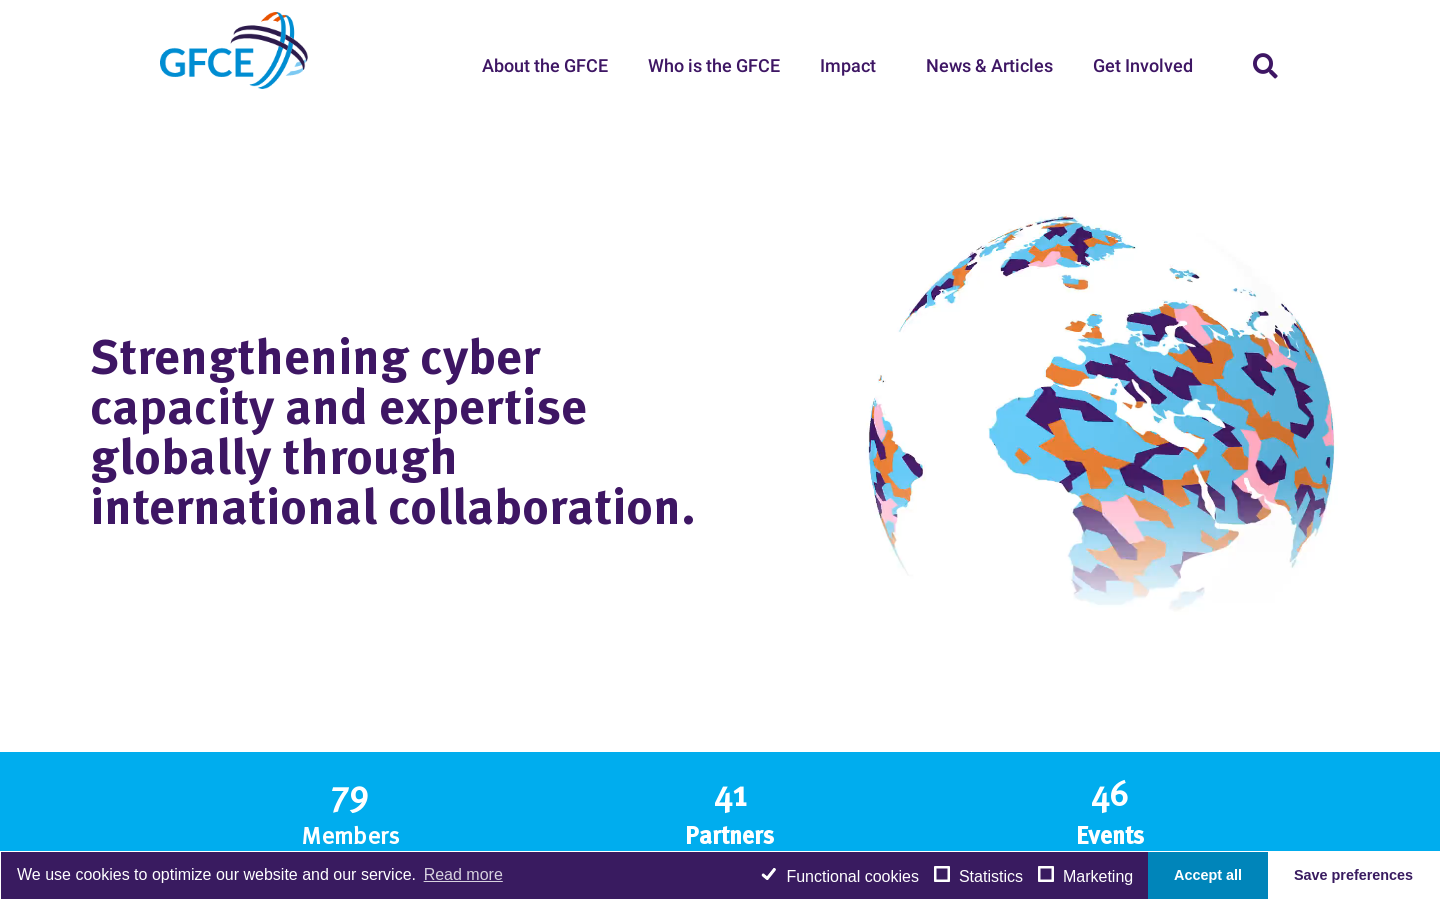 GFCE
About the GFCE
Who is the GFCE
Impact
News & Articles
Get Involved
Strengthening cyber
capacity and expertise
globally through
international collaboration.
79
Members
41
Partners
46
Events
We use cookies to optimize our website and our service. Read more
Functional cookies
Statistics
Marketing
Accept all
Save preferences